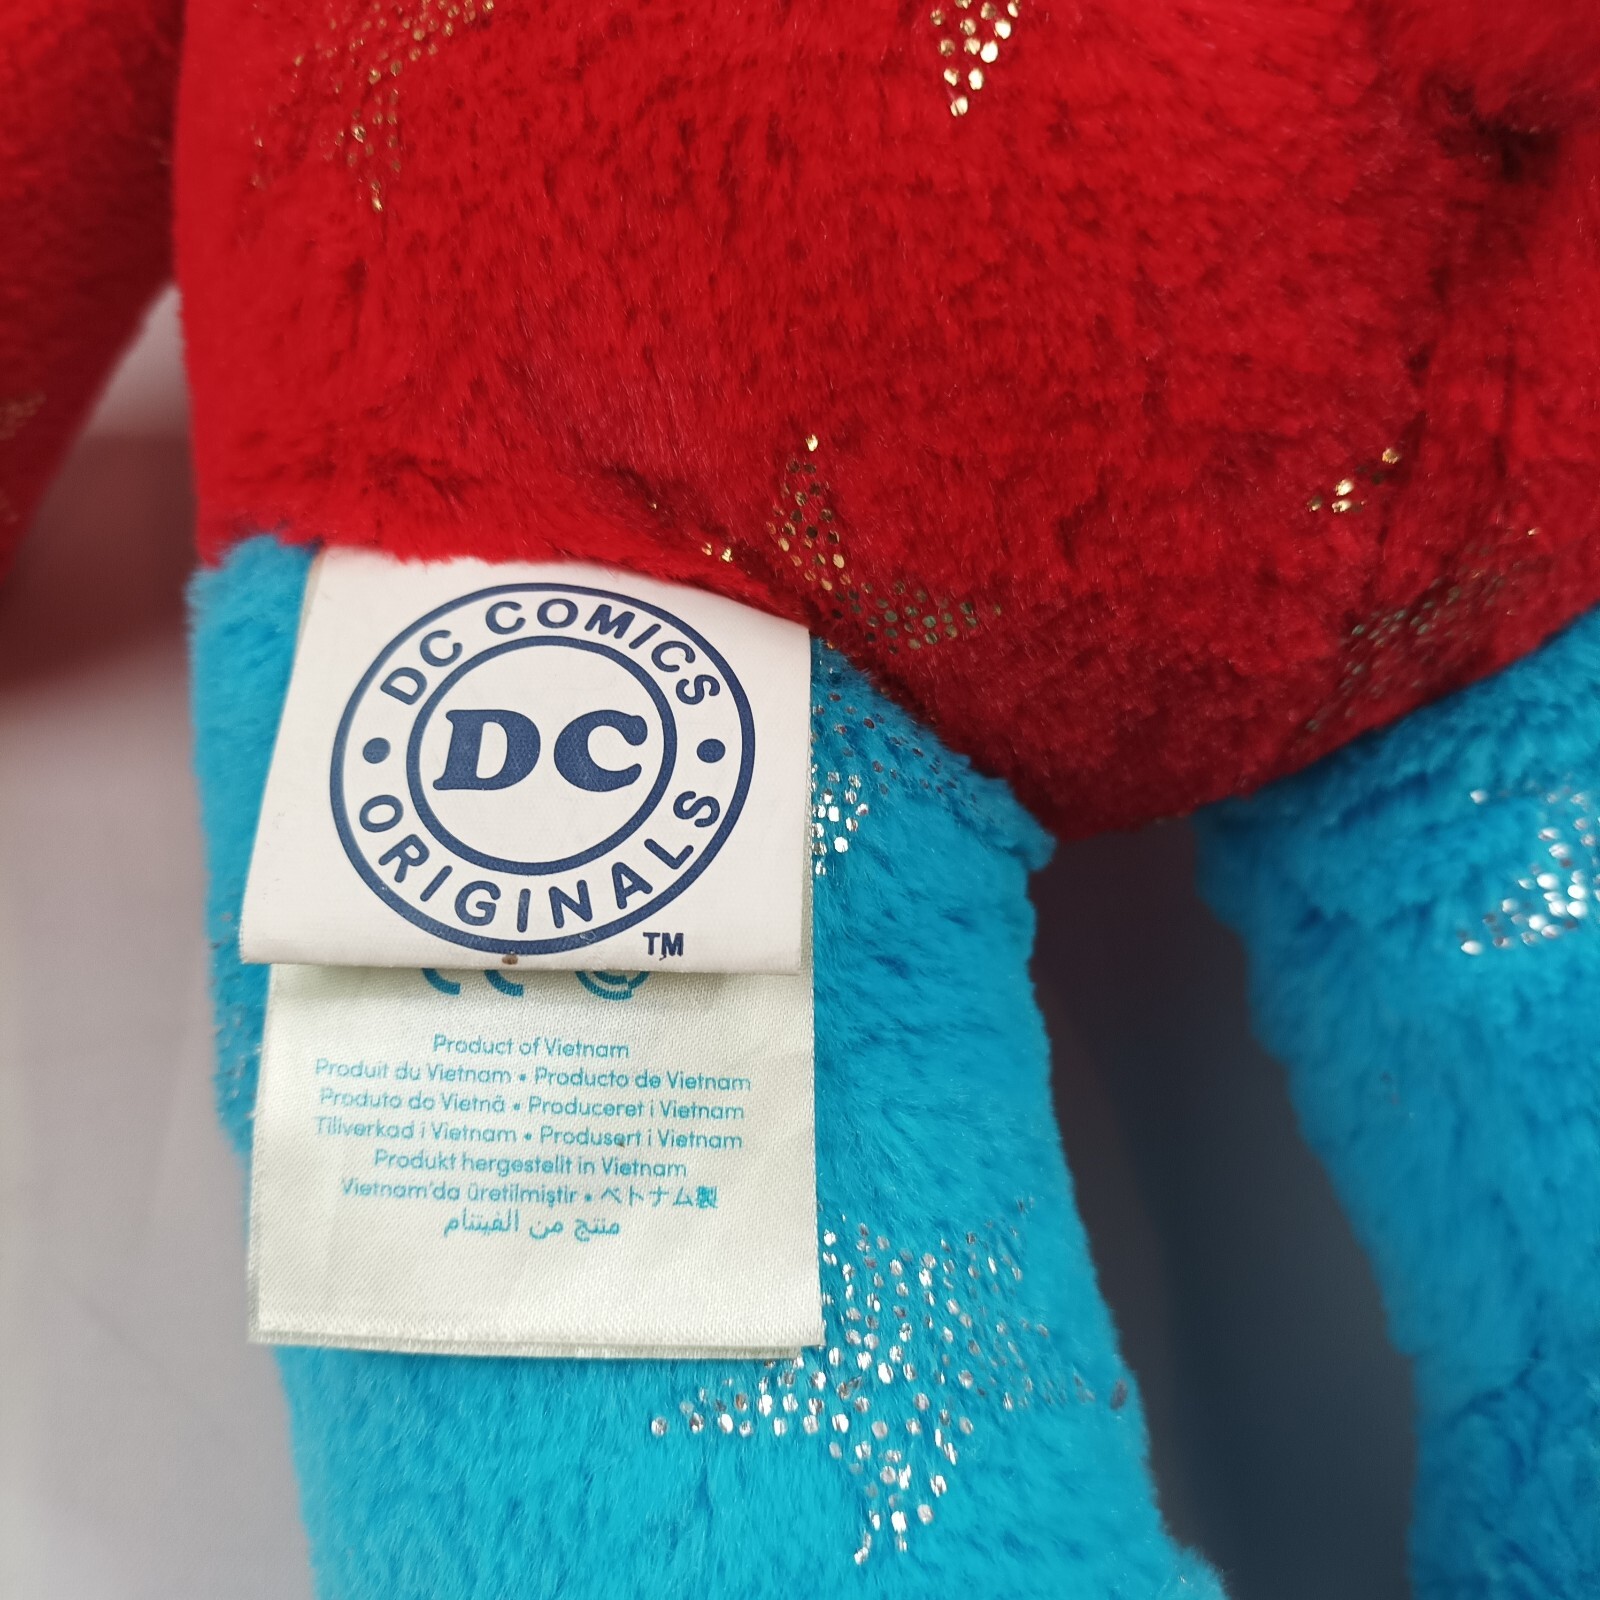 DC COMICS
DC
ORIGINALS
TM
CE
Product of Vietnam
Produit du Vietnam • Producto de Vietnam
Produto do Vietnã • Produceret i Vietnam
Tillverkad i Vietnam • Produsert i Vietnam
Produkt hergestellt in Vietnam
Vietnam'da üretilmiştir • ベトナム製
منتج من الفيتنام